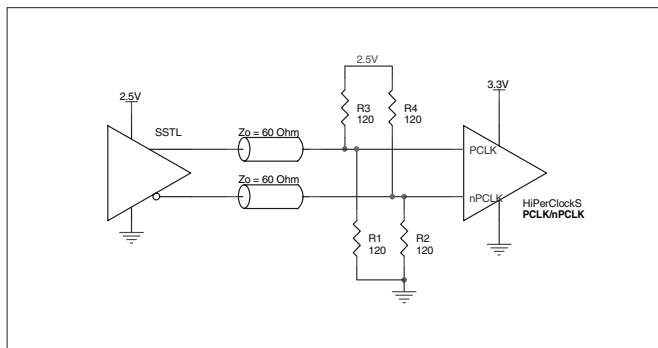 2.5V
3.3V
2.5V
R3
120
R4
120
SSTL
Zo = 60 Ohm
PCLK
Zo = 60 Ohm
nPCLK
HiPerClockS
PCLK/nPCLK
R1
120
R2
120